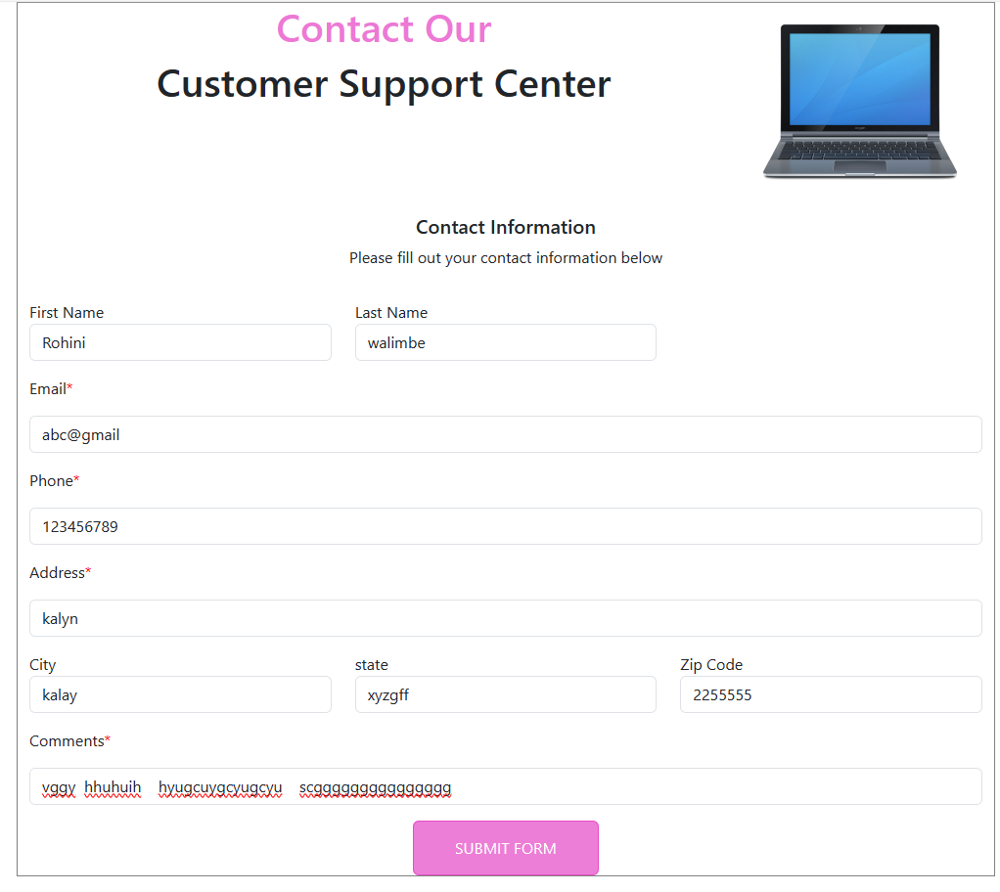 Contact Our
Customer Support Center
Contact Information
Please fill out your contact information below
First Name Last Name
Rohini walimbe
Email*
abc@gmail
Phone*
123456789
Address*
kalyn
City state Zip Code
kalay xyzgff 2255555
Comments*
vggy hhuhuih hyugcuygcyugcyu scggggggggggggggg
SUBMIT FORM